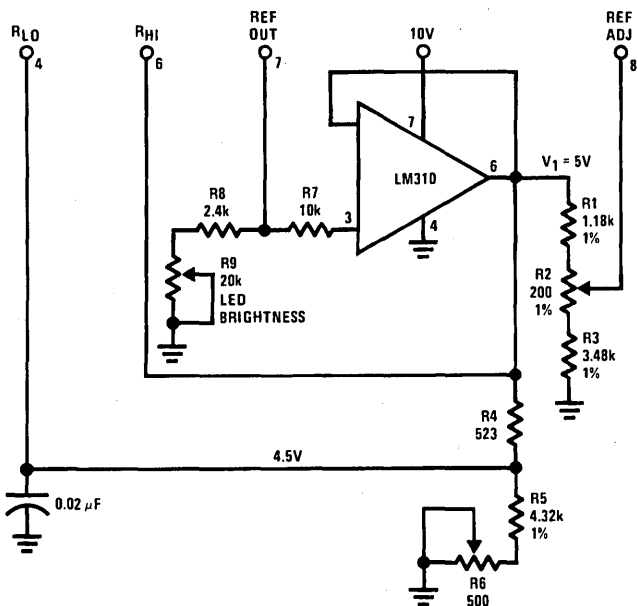 RLO
4
RHI
6
REF
OUT
7
10V
REF
ADJ
8
7
LM310
6
V1 = 5V
3
4
R8
2.4k
R7
10k
R9
20k
LED
BRIGHTNESS
R1
1.18k
1%
R2
200
1%
R3
3.48k
1%
R4
523
4.5V
0.02 µF
R5
4.32k
1%
R6
500